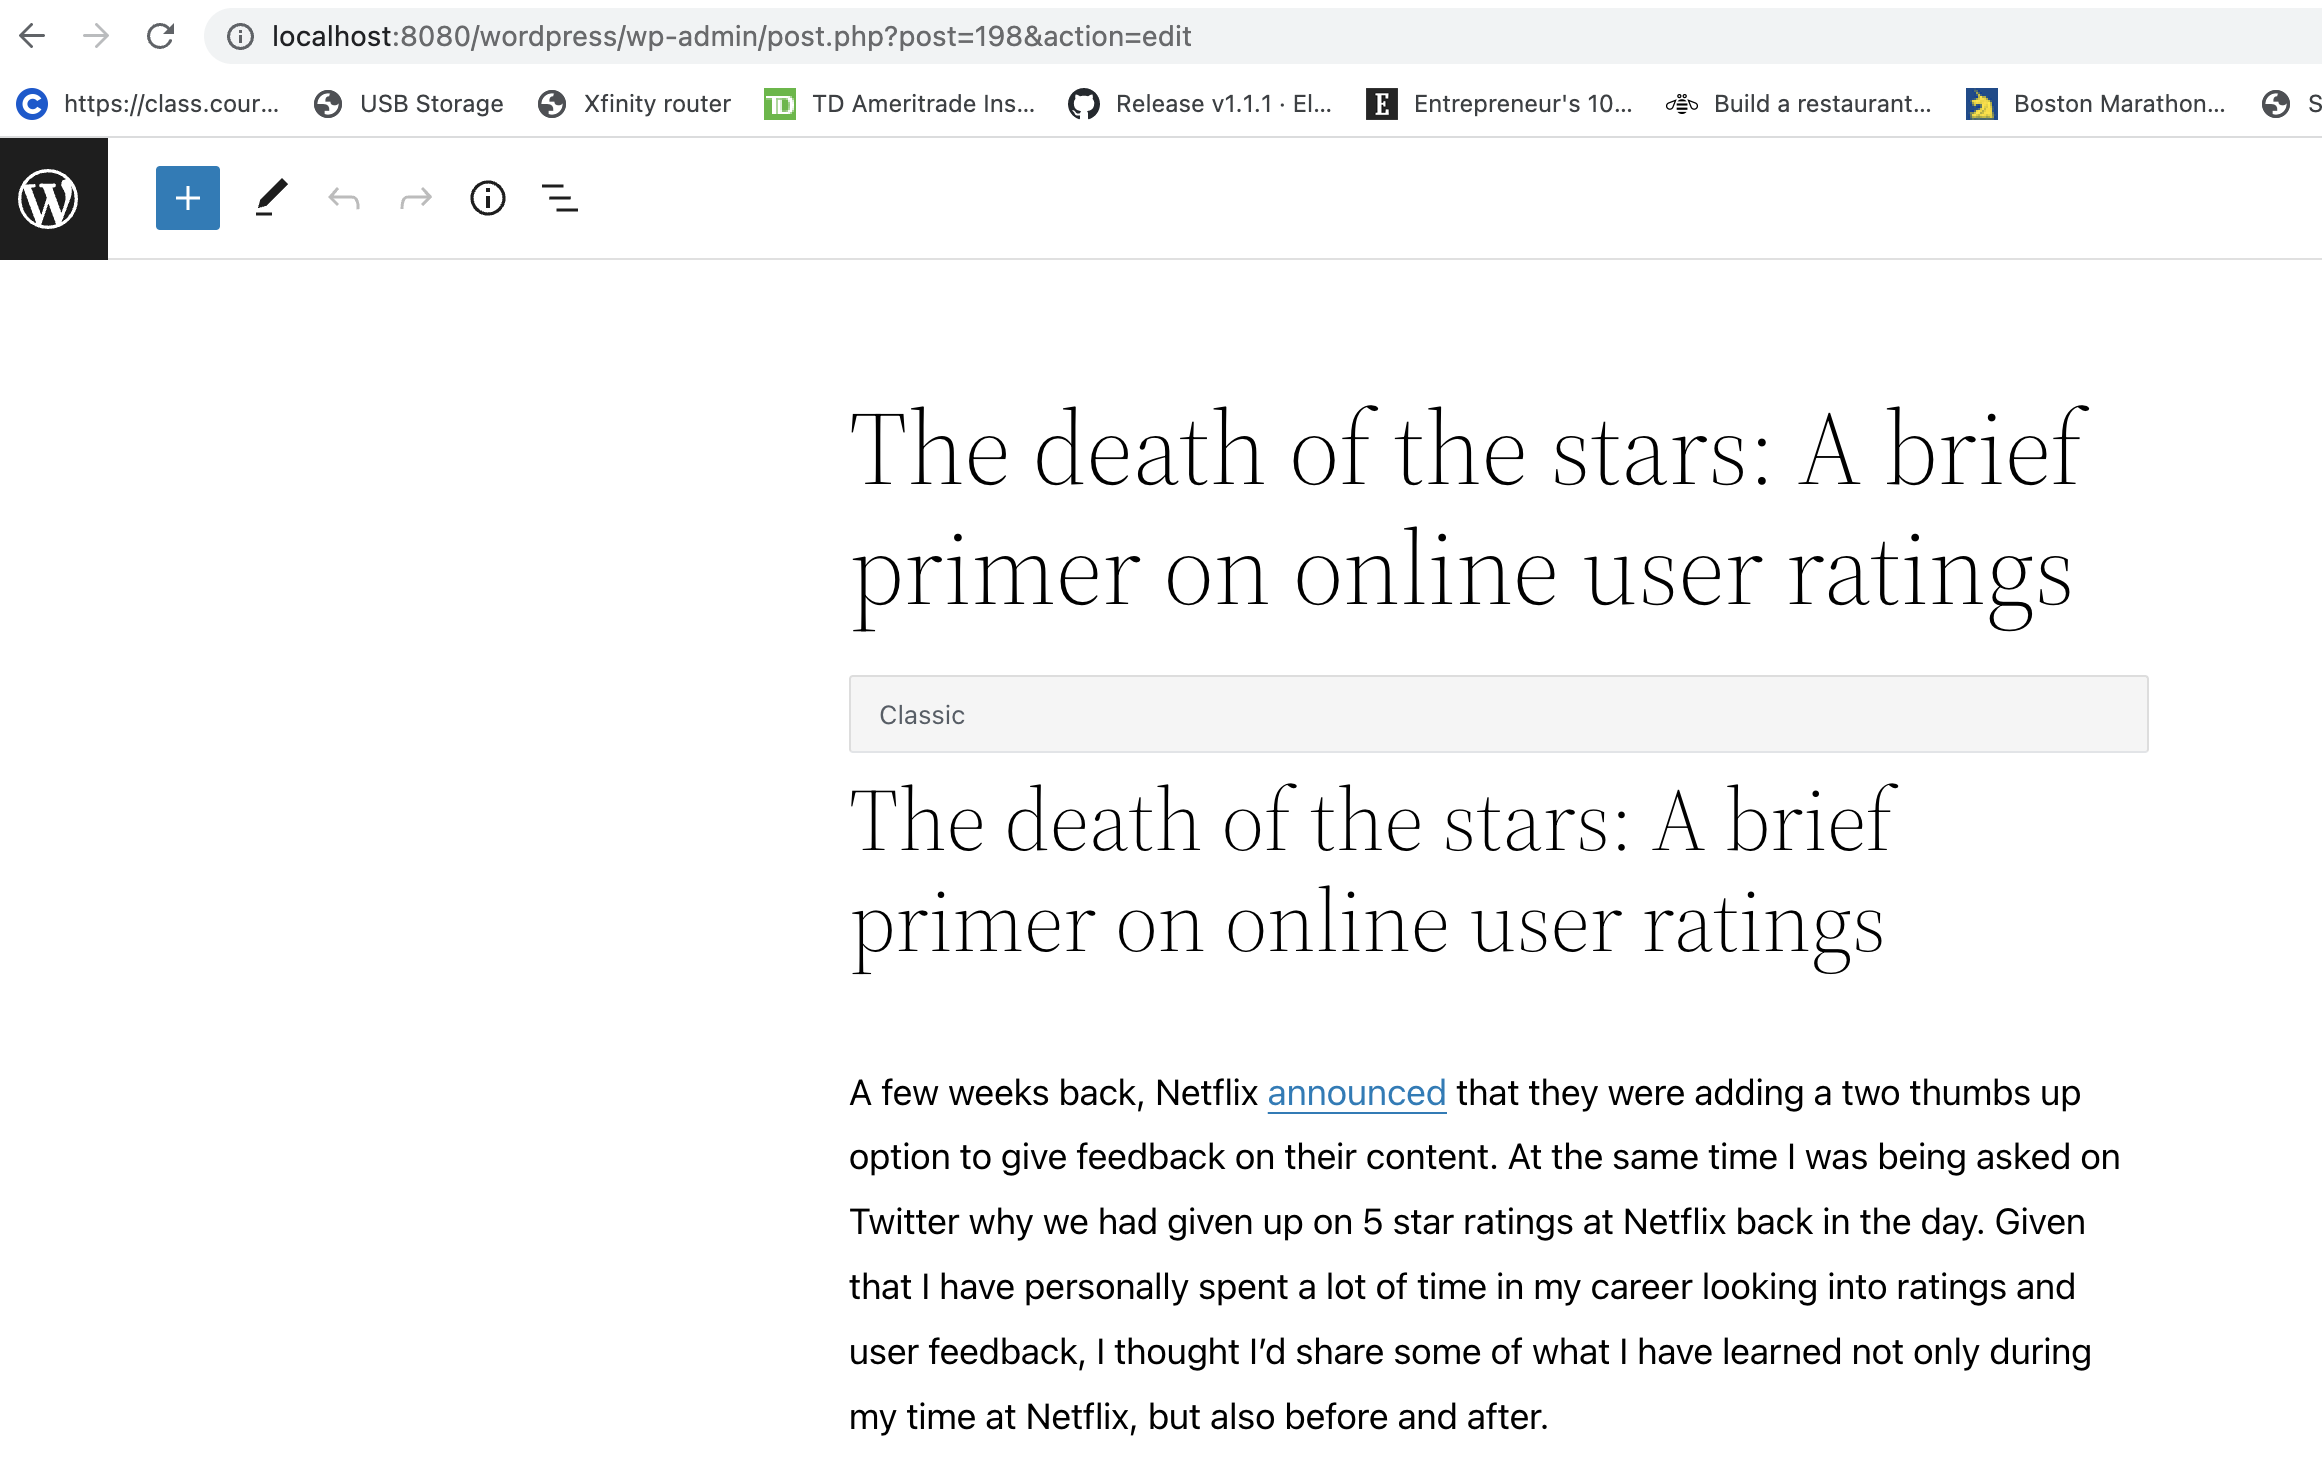 localhost:8080/wordpress/wp-admin/post.php?post=198&action=edit
https://class.cour... USB Storage Xfinity router TD TD Ameritrade Ins... Release v1.1.1 · El... E Entrepreneur's 10... Build a restaurant... Boston Marathon... S
W
The death of the stars: A brief
primer on online user ratings
Classic
The death of the stars: A brief
primer on online user ratings
A few weeks back, Netflix announced that they were adding a two thumbs up
option to give feedback on their content. At the same time I was being asked on
Twitter why we had given up on 5 star ratings at Netflix back in the day. Given
that I have personally spent a lot of time in my career looking into ratings and
user feedback, I thought I’d share some of what I have learned not only during
my time at Netflix, but also before and after.